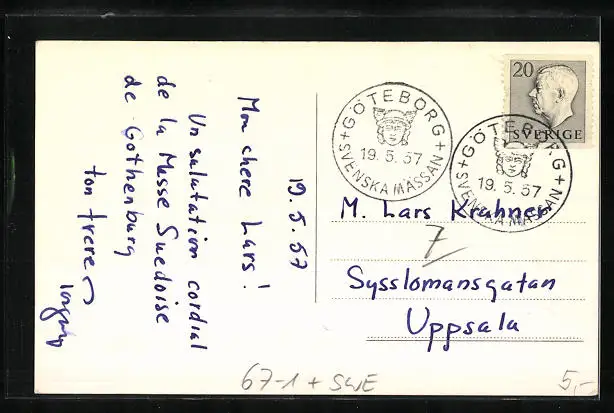 19.5.57
Mon chere Lars!
Un salutation cordial
de la Masse Suedoise
de Gothenburg
ton frere
20
SVERIGE
+ GÖTEBORG +
19.5.57
SVENSKA MÄSSAN
+ GÖTEBORG +
19.5.57
SVENSKA MÄSSAN
M. Lars Krahner
7
Sysslomansgatan
Uppsala
67-1 + SWE
5,-